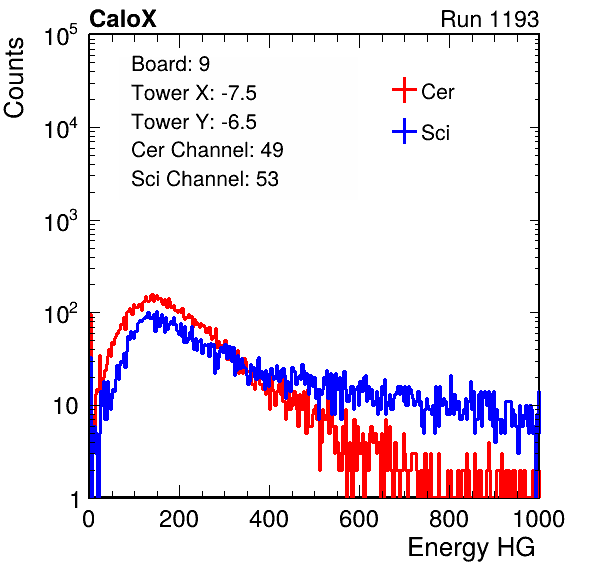 CaloX Run 1193
Counts
10^5
10^4
10^3
10^2
10
1
Board: 9
Tower X: -7.5
Tower Y: -6.5
Cer Channel: 49
Sci Channel: 53
Cer
Sci
0 200 400 600 800 1000
Energy HG